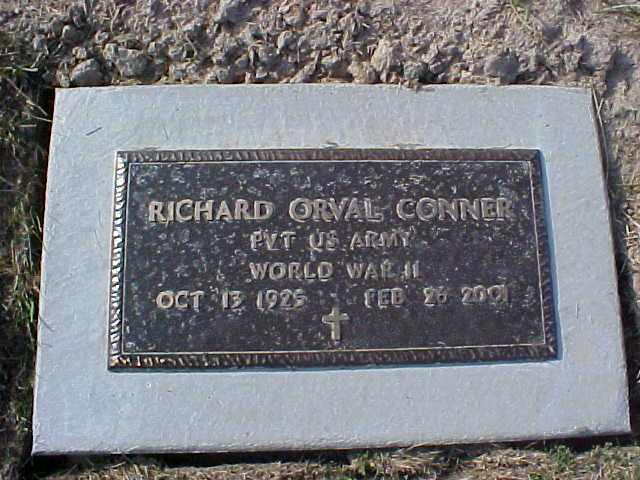 RICHARD ORVAL CONNER
PVT US ARMY
WORLD WAR II
OCT 13 1925 FEB 26 2001